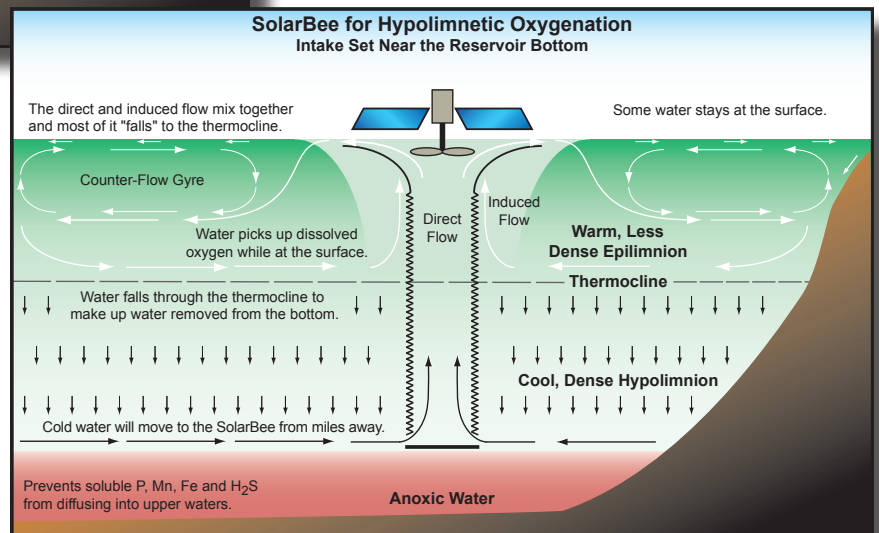 SolarBee for Hypolimnetic Oxygenation
Intake Set Near the Reservoir Bottom
The direct and induced flow mix together
and most of it "falls" to the thermocline.
Some water stays at the surface.
Counter-Flow Gyre
Water picks up dissolved
oxygen while at the surface.
Direct
Flow
Induced
Flow
Warm, Less
Dense Epilimnion
Thermocline
Water falls through the thermocline to
make up water removed from the bottom.
Cool, Dense Hypolimnion
Cold water will move to the SolarBee from miles away.
Prevents soluble P, Mn, Fe and H₂S
from diffusing into upper waters.
Anoxic Water